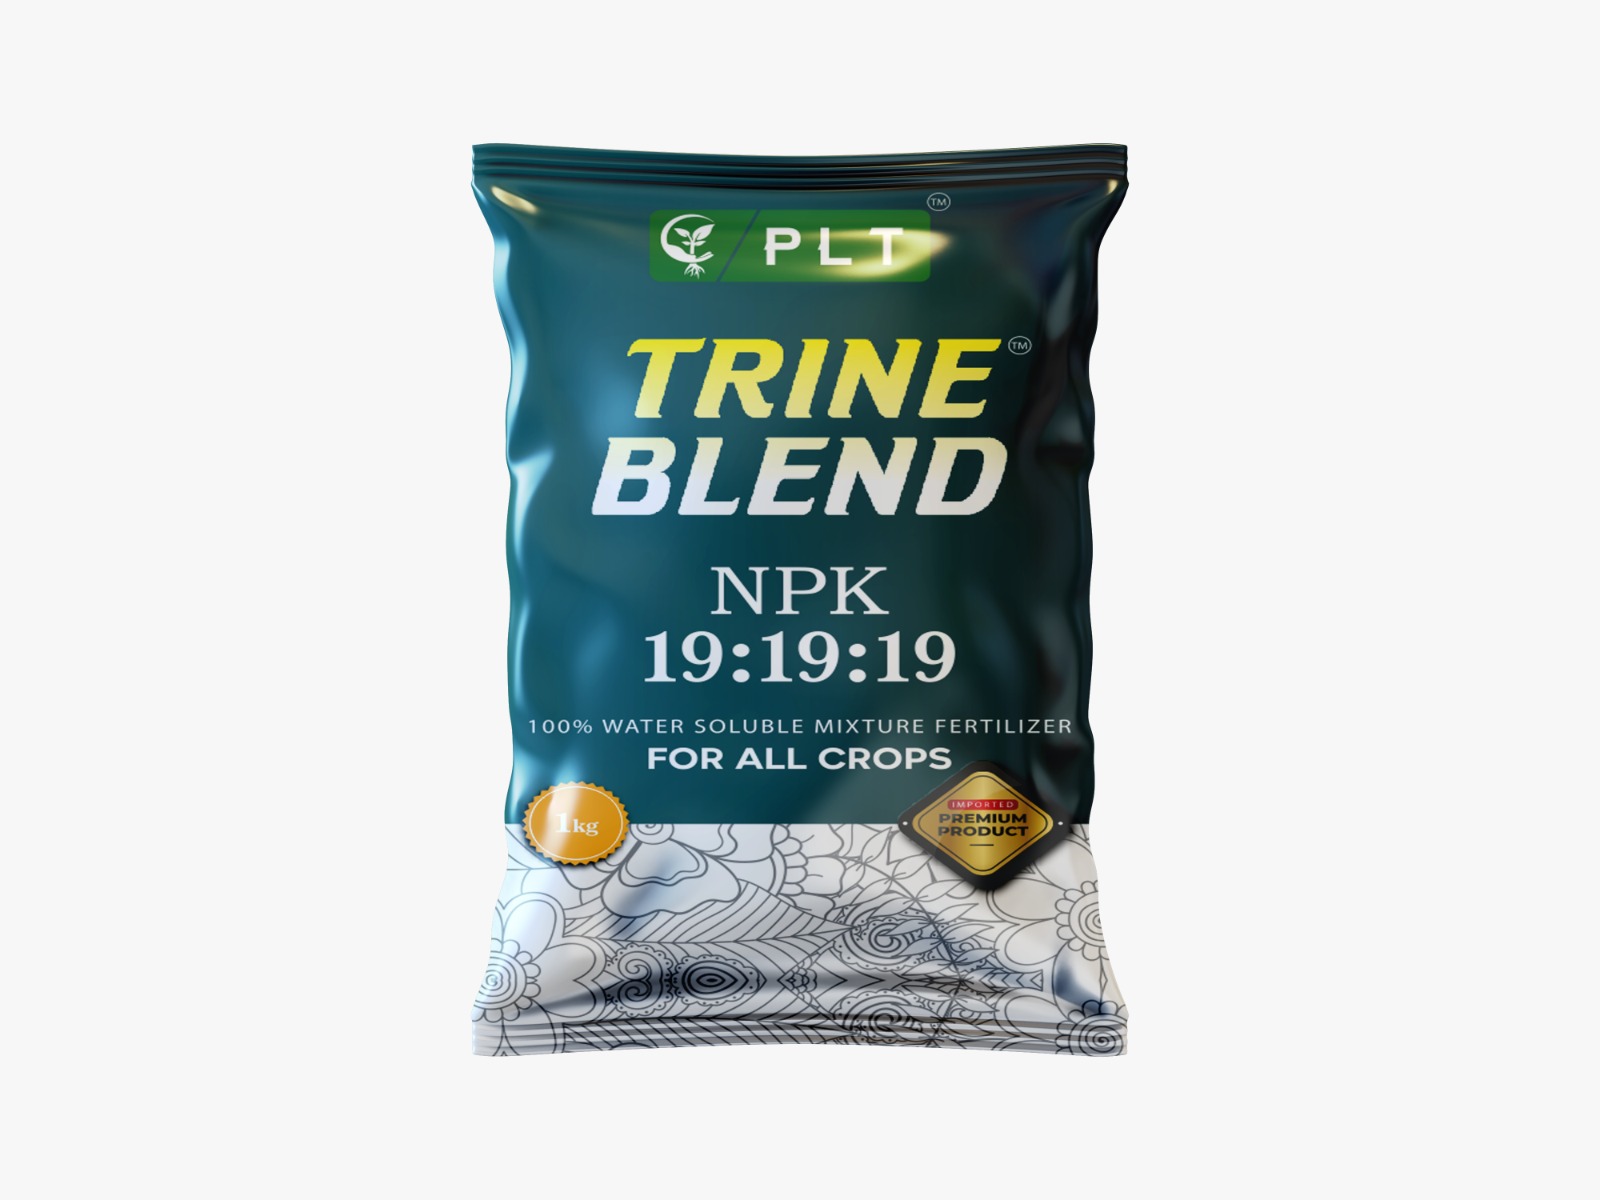 PLT
TM
TRINE
TM
BLEND
NPK
19:19:19
100% WATER SOLUBLE MIXTURE FERTILIZER
FOR ALL CROPS
1kg
IMPORTED
PREMIUM
PRODUCT